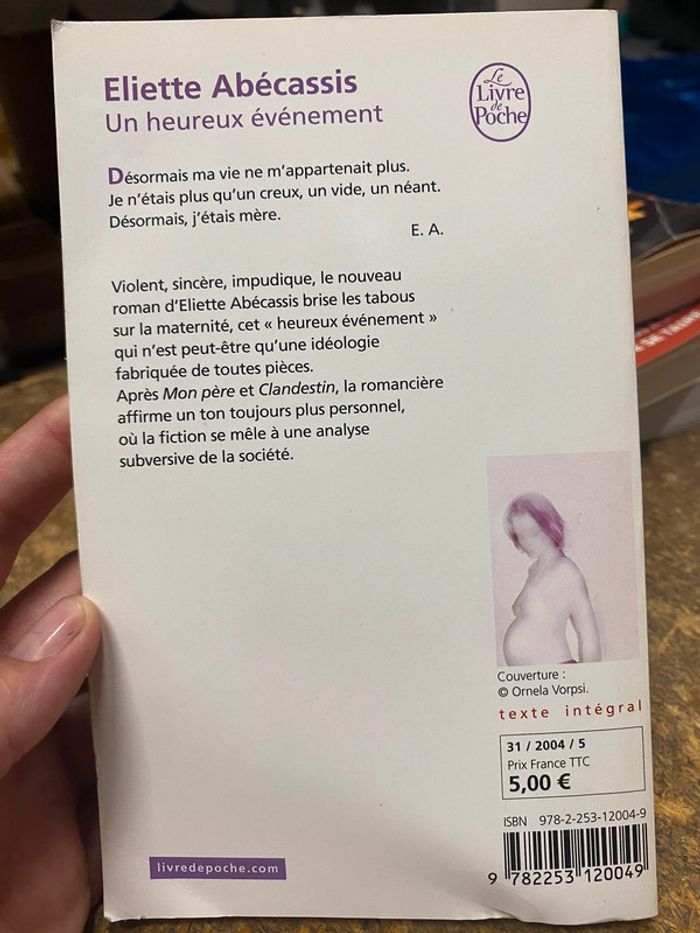 Eliette Abécassis
Un heureux événement
Le
Livre
de
Poche
Désormais ma vie ne m'appartenait plus.
Je n'étais plus qu'un creux, un vide, un néant.
Désormais, j'étais mère.
E. A.
Violent, sincère, impudique, le nouveau
roman d'Eliette Abécassis brise les tabous
sur la maternité, cet « heureux événement »
qui n'est peut-être qu'une idéologie
fabriquée de toutes pièces.
Après Mon père et Clandestin, la romancière
affirme un ton toujours plus personnel,
où la fiction se mêle à une analyse
subversive de la société.
Couverture :
© Ornela Vorpsi.
texte intégral
31 / 2004 / 5
Prix France TTC
5,00 €
ISBN 978-2-253-12004-9
9 782253 120049
livredepoche.com